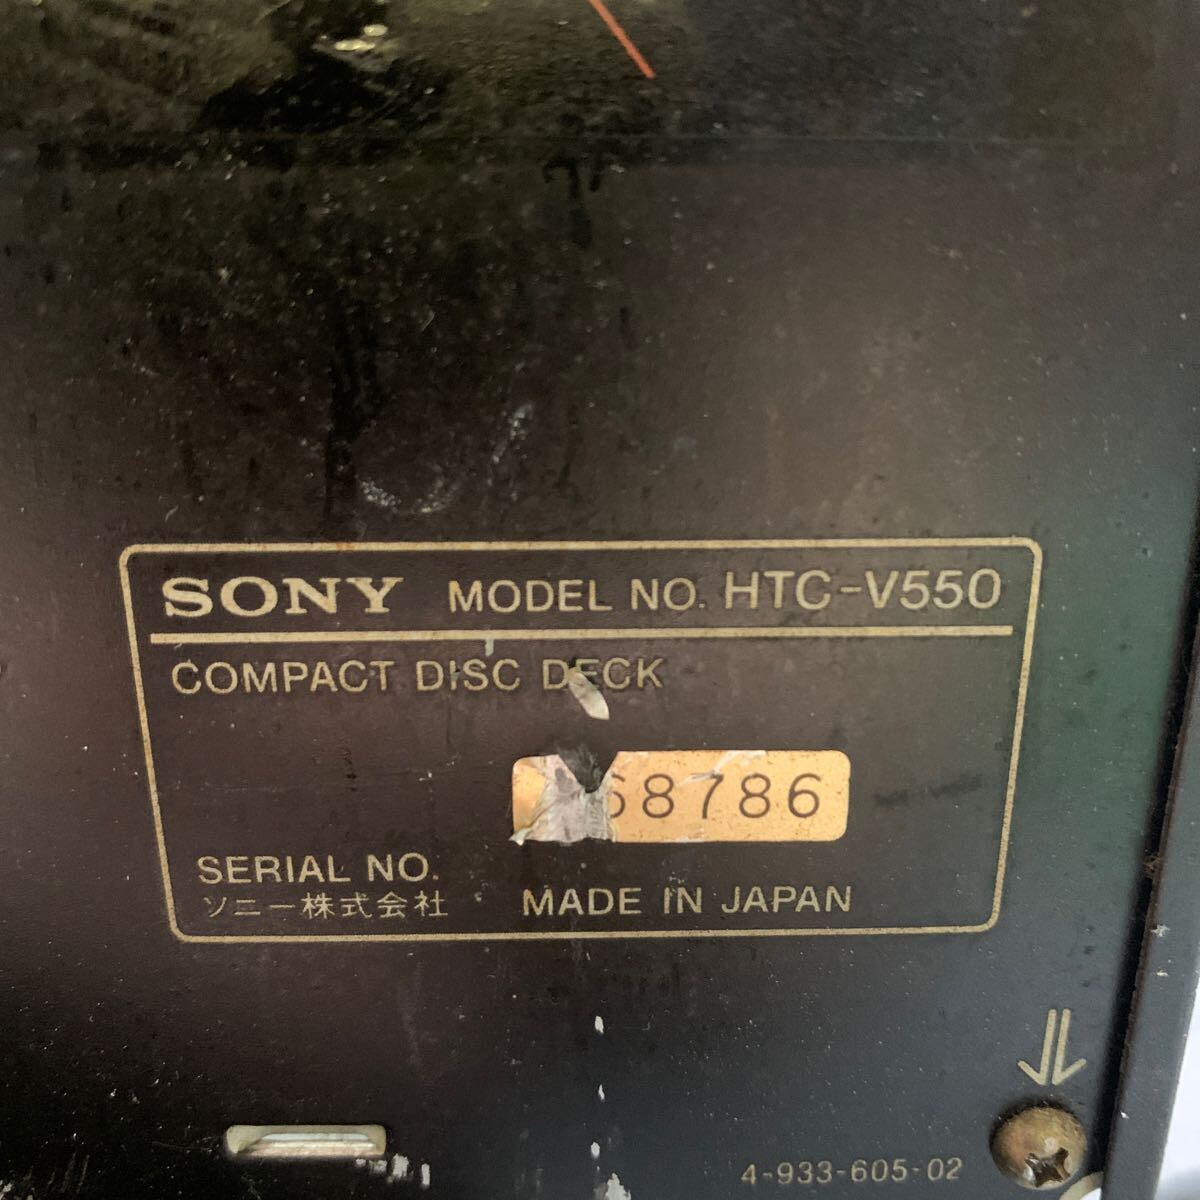 SONY MODEL NO. HTC-V550
COMPACT DISC DECK
68786
SERIAL NO.
ソニー株式会社 MADE IN JAPAN
4-933-605-02